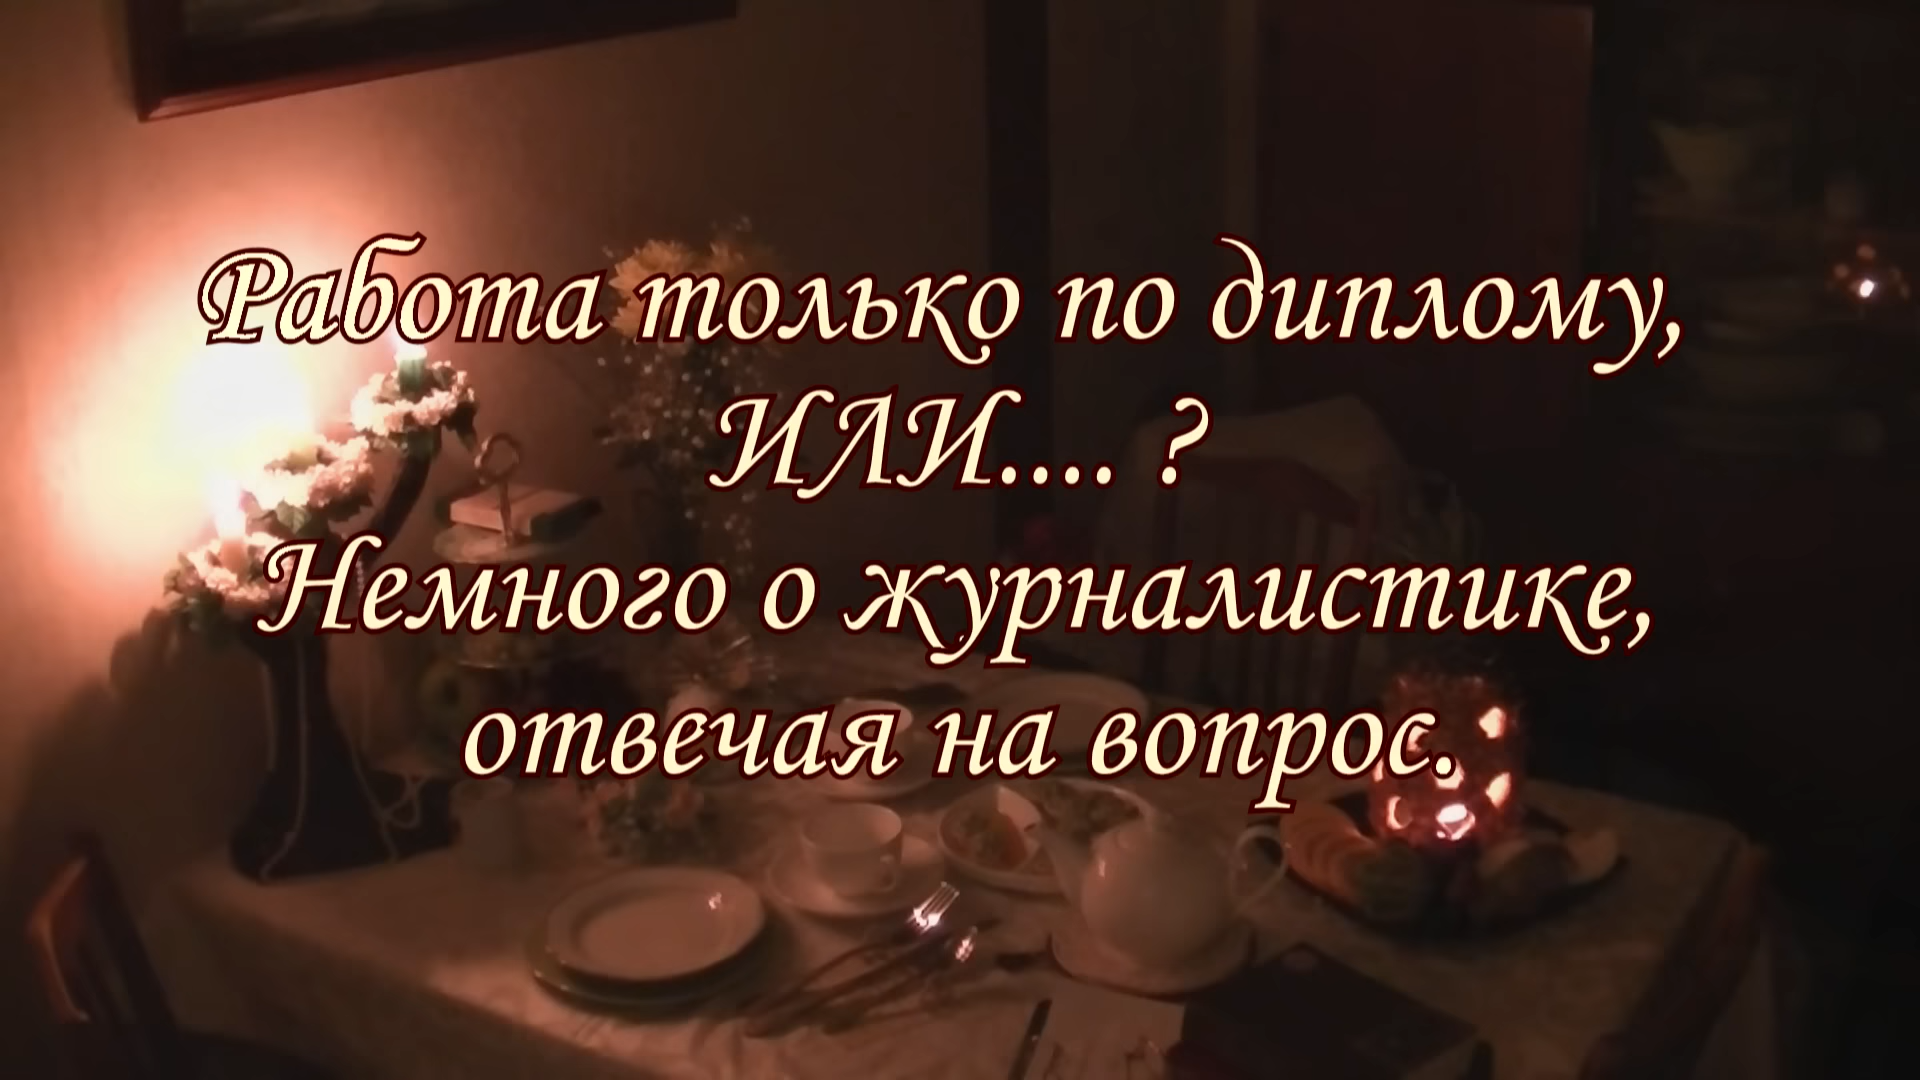 Работа только по диплому,
ИЛИ.... ?
Немного о журналистике,
отвечая на вопрос.